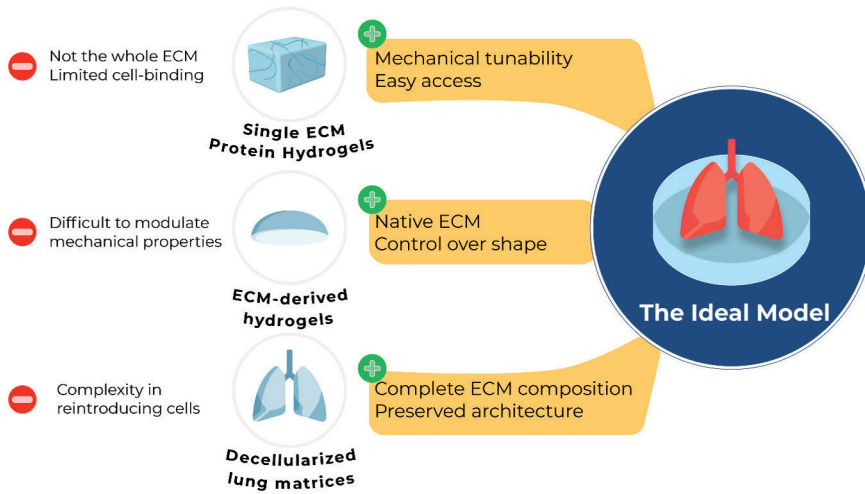 Not the whole ECM
Limited cell-binding
Single ECM
Protein Hydrogels
Mechanical tunability
Easy access
Difficult to modulate
mechanical properties
ECM-derived
hydrogels
Native ECM
Control over shape
Complexity in
reintroducing cells
Decellularized
lung matrices
Complete ECM composition
Preserved architecture
The Ideal Model